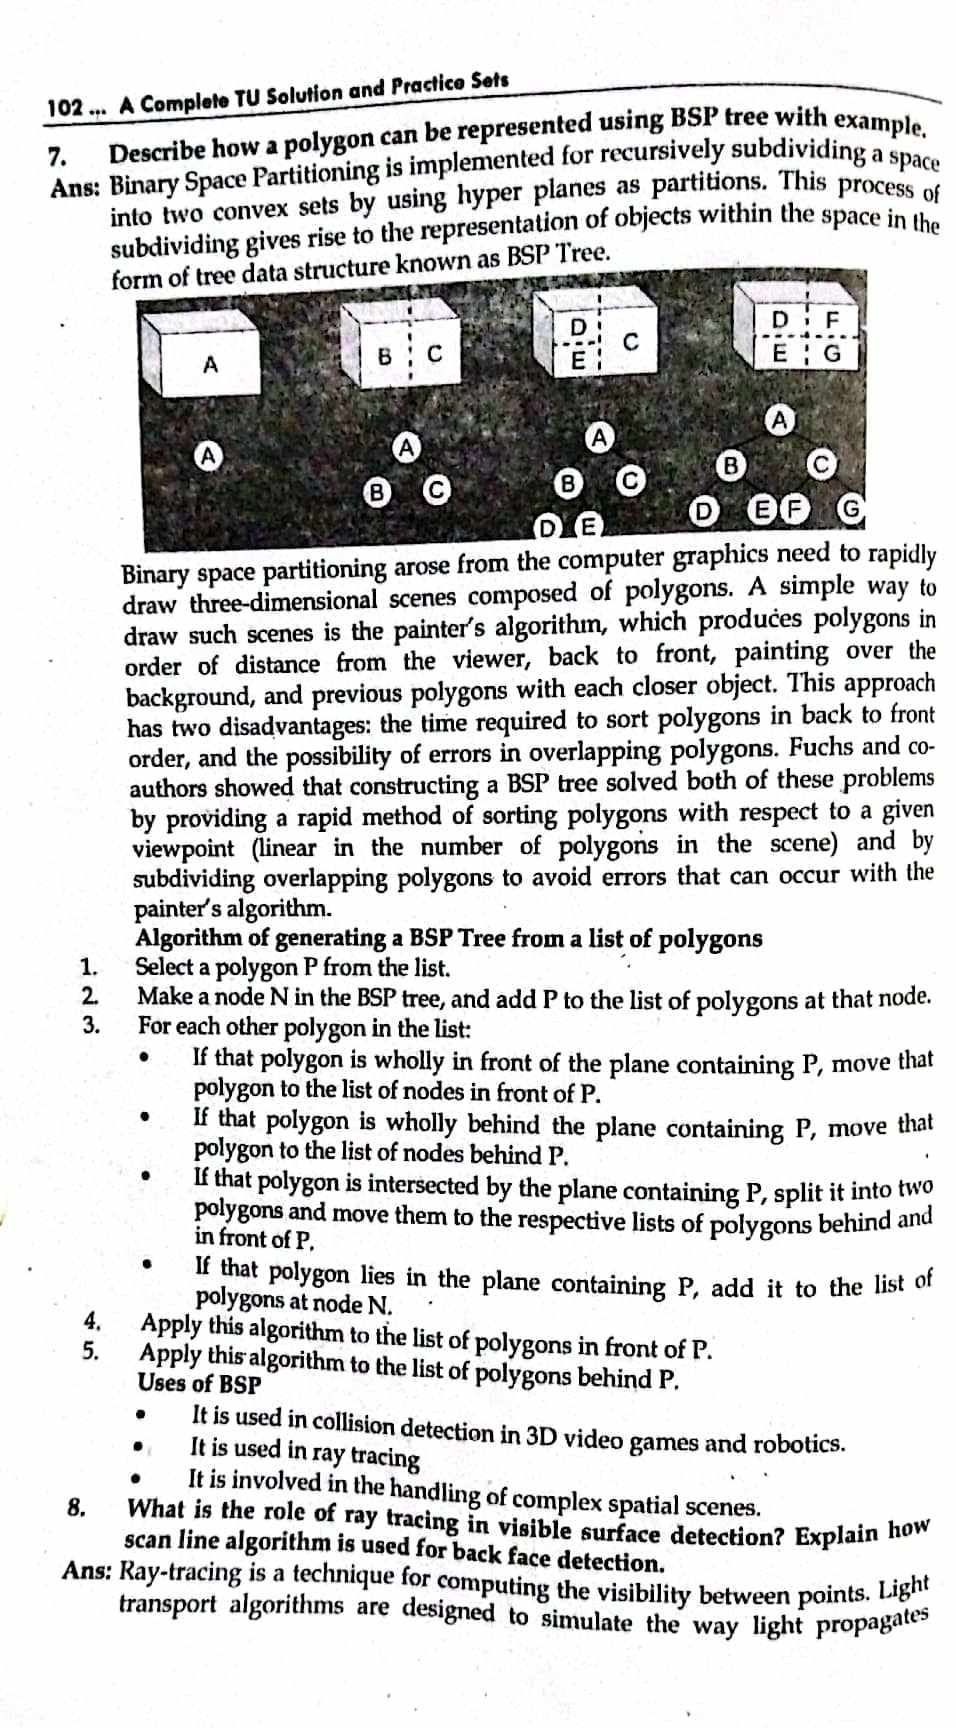 102 ... A Complete TU Solution and Practice Sets
7. Describe how a polygon can be represented using BSP tree with example.
Ans: Binary Space Partitioning is implemented for recursively subdividing a space
into two convex sets by using hyper planes as partitions. This process of
subdividing gives rise to the representation of objects within the space in the
form of tree data structure known as BSP Tree.
A B C D E C D F E G
A A B C A B C D E A B C D E F G
Binary space partitioning arose from the computer graphics need to rapidly
draw three-dimensional scenes composed of polygons. A simple way to
draw such scenes is the painter's algorithm, which produces polygons in
order of distance from the viewer, back to front, painting over the
background, and previous polygons with each closer object. This approach
has two disadvantages: the time required to sort polygons in back to front
order, and the possibility of errors in overlapping polygons. Fuchs and co-
authors showed that constructing a BSP tree solved both of these problems
by providing a rapid method of sorting polygons with respect to a given
viewpoint (linear in the number of polygons in the scene) and by
subdividing overlapping polygons to avoid errors that can occur with the
painter's algorithm.
Algorithm of generating a BSP Tree from a list of polygons
1. Select a polygon P from the list.
2. Make a node N in the BSP tree, and add P to the list of polygons at that node.
3. For each other polygon in the list:
• If that polygon is wholly in front of the plane containing P, move that
polygon to the list of nodes in front of P.
• If that polygon is wholly behind the plane containing P, move that
polygon to the list of nodes behind P.
• If that polygon is intersected by the plane containing P, split it into two
polygons and move them to the respective lists of polygons behind and
in front of P.
• If that polygon lies in the plane containing P, add it to the list of
polygons at node N.
4. Apply this algorithm to the list of polygons in front of P.
5. Apply this algorithm to the list of polygons behind P.
Uses of BSP
• It is used in collision detection in 3D video games and robotics.
• It is used in ray tracing
• It is involved in the handling of complex spatial scenes.
8. What is the role of ray tracing in visible surface detection? Explain how
scan line algorithm is used for back face detection.
Ans: Ray-tracing is a technique for computing the visibility between points. Light
transport algorithms are designed to simulate the way light propagates